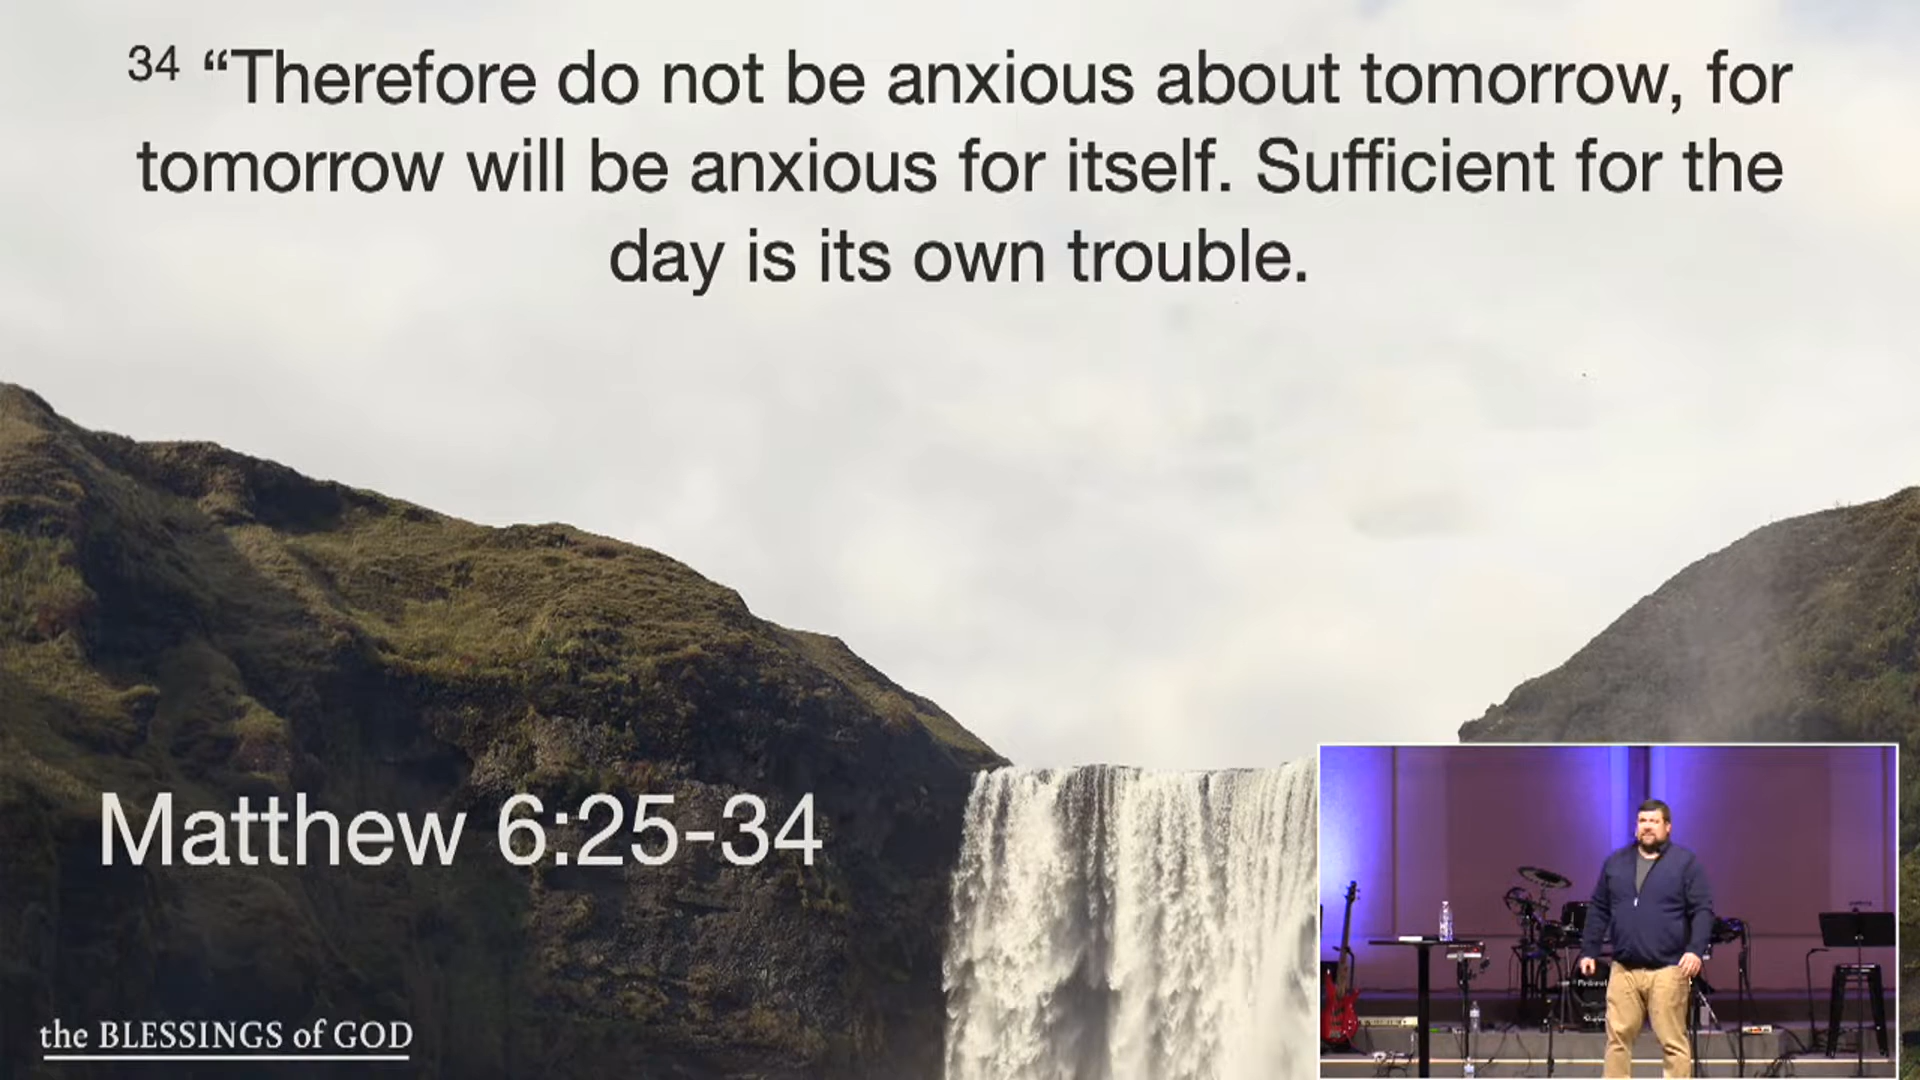 34 “Therefore do not be anxious about tomorrow, for
tomorrow will be anxious for itself. Sufficient for the
day is its own trouble.
Matthew 6:25-34
the BLESSINGS of GOD